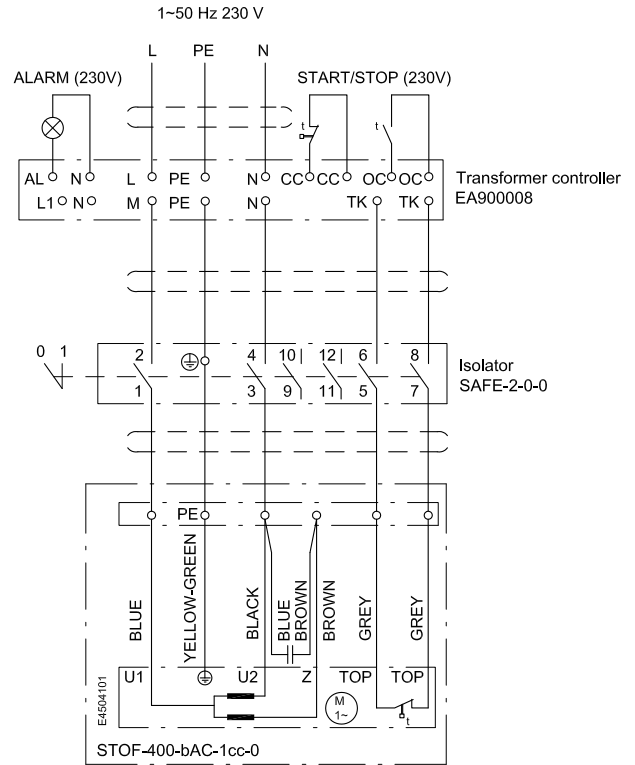 1~50 Hz 230 V
L PE N
ALARM (230V) START/STOP (230V)
t t
AL N L PE N CC CC OC OC
L1 N M PE N TK TK
Transformer controller
EA900008
0 1
2 4 10 12 6 8
1 3 9 11 5 7
Isolator
SAFE-2-0-0
PE
BLUE
YELLOW-GREEN
BLACK
BLUE
BROWN
BROWN
GREY
GREY
U1 U2 Z TOP TOP
M
1~
t
E4504101
STOF-400-bAC-1cc-0